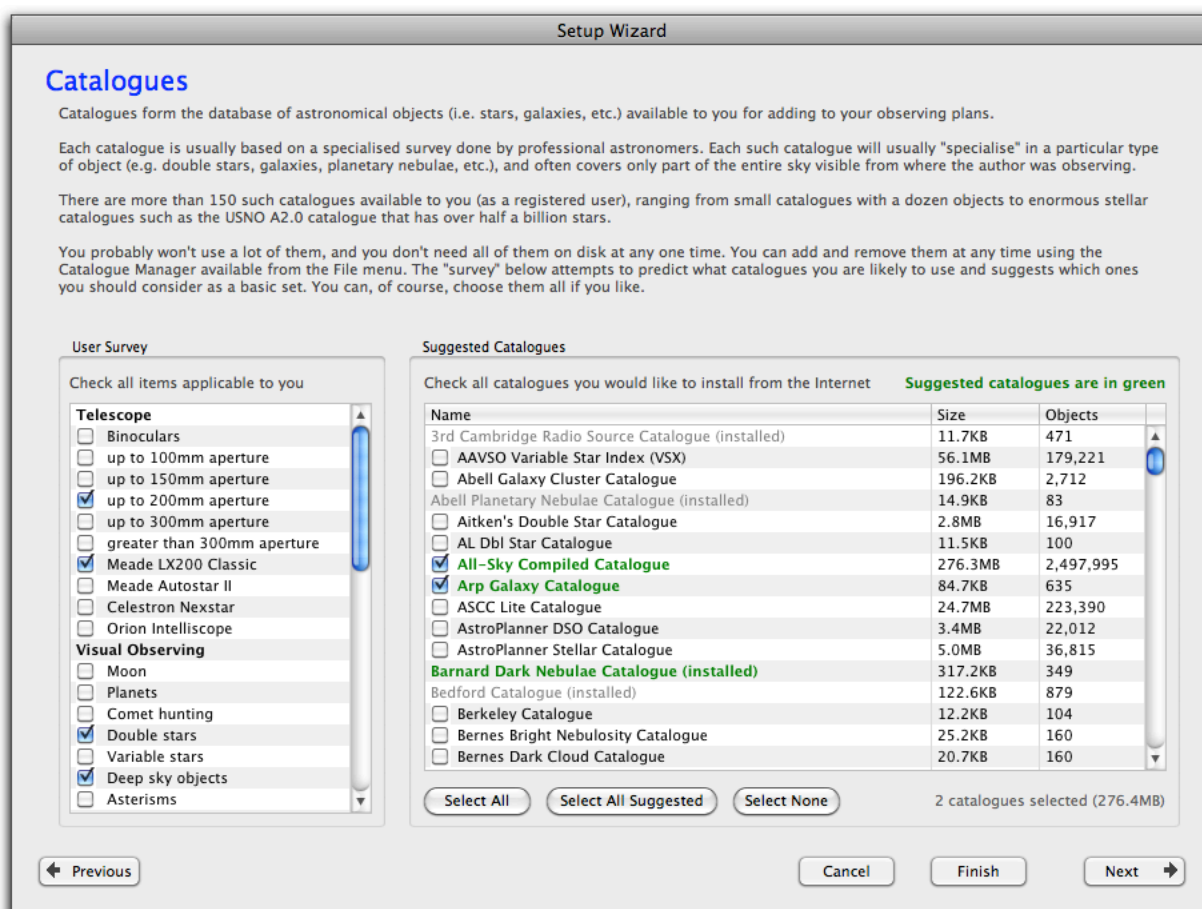 Setup Wizard
Catalogues
Catalogues form the database of astronomical objects (i.e. stars, galaxies, etc.) available to you for adding to your observing plans.
Each catalogue is usually based on a specialised survey done by professional astronomers. Each such catalogue will usually "specialise" in a particular type
of object (e.g. double stars, galaxies, planetary nebulae, etc.), and often covers only part of the entire sky visible from where the author was observing.
There are more than 150 such catalogues available to you (as a registered user), ranging from small catalogues with a dozen objects to enormous stellar
catalogues such as the USNO A2.0 catalogue that has over half a billion stars.
You probably won't use a lot of them, and you don't need all of them on disk at any one time. You can add and remove them at any time using the
Catalogue Manager available from the File menu. The "survey" below attempts to predict what catalogues you are likely to use and suggests which ones
you should consider as a basic set. You can, of course, choose them all if you like.
User Survey
Check all items applicable to you
Telescope
Binoculars
up to 100mm aperture
up to 150mm aperture
up to 200mm aperture
up to 300mm aperture
greater than 300mm aperture
Meade LX200 Classic
Meade Autostar II
Celestron Nexstar
Orion Intelliscope
Visual Observing
Moon
Planets
Comet hunting
Double stars
Variable stars
Deep sky objects
Asterisms
Suggested Catalogues
Check all catalogues you would like to install from the Internet Suggested catalogues are in green
Name Size Objects
3rd Cambridge Radio Source Catalogue (installed) 11.7KB 471
AAVSO Variable Star Index (VSX) 56.1MB 179,221
Abell Galaxy Cluster Catalogue 196.2KB 2,712
Abell Planetary Nebulae Catalogue (installed) 14.9KB 83
Aitken's Double Star Catalogue 2.8MB 16,917
AL Dbl Star Catalogue 11.5KB 100
All-Sky Compiled Catalogue 276.3MB 2,497,995
Arp Galaxy Catalogue 84.7KB 635
ASCC Lite Catalogue 24.7MB 223,390
AstroPlanner DSO Catalogue 3.4MB 22,012
AstroPlanner Stellar Catalogue 5.0MB 36,815
Barnard Dark Nebulae Catalogue (installed) 317.2KB 349
Bedford Catalogue (installed) 122.6KB 879
Berkeley Catalogue 12.2KB 104
Bernes Bright Nebulosity Catalogue 25.2KB 160
Bernes Dark Cloud Catalogue 20.7KB 160
Select All Select All Suggested Select None 2 catalogues selected (276.4MB)
Previous Cancel Finish Next